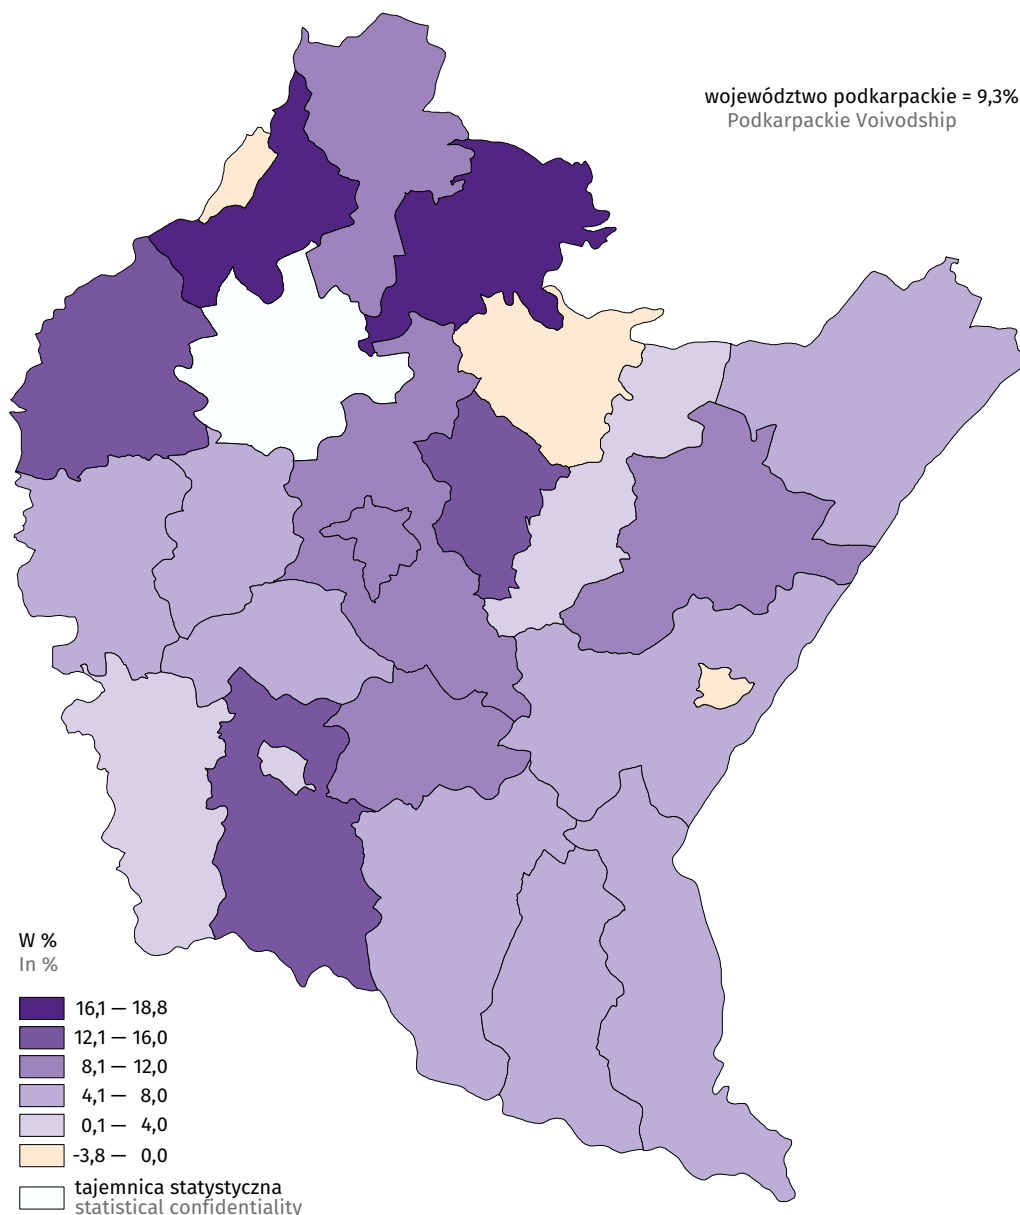 województwo podkarpackie = 9,3%
Podkarpackie Voivodship
W %
In %
16,1 — 18,8
12,1 — 16,0
8,1 — 12,0
4,1 — 8,0
0,1 — 4,0
-3,8 — 0,0
tajemnica statystyczna
statistical confidentiality